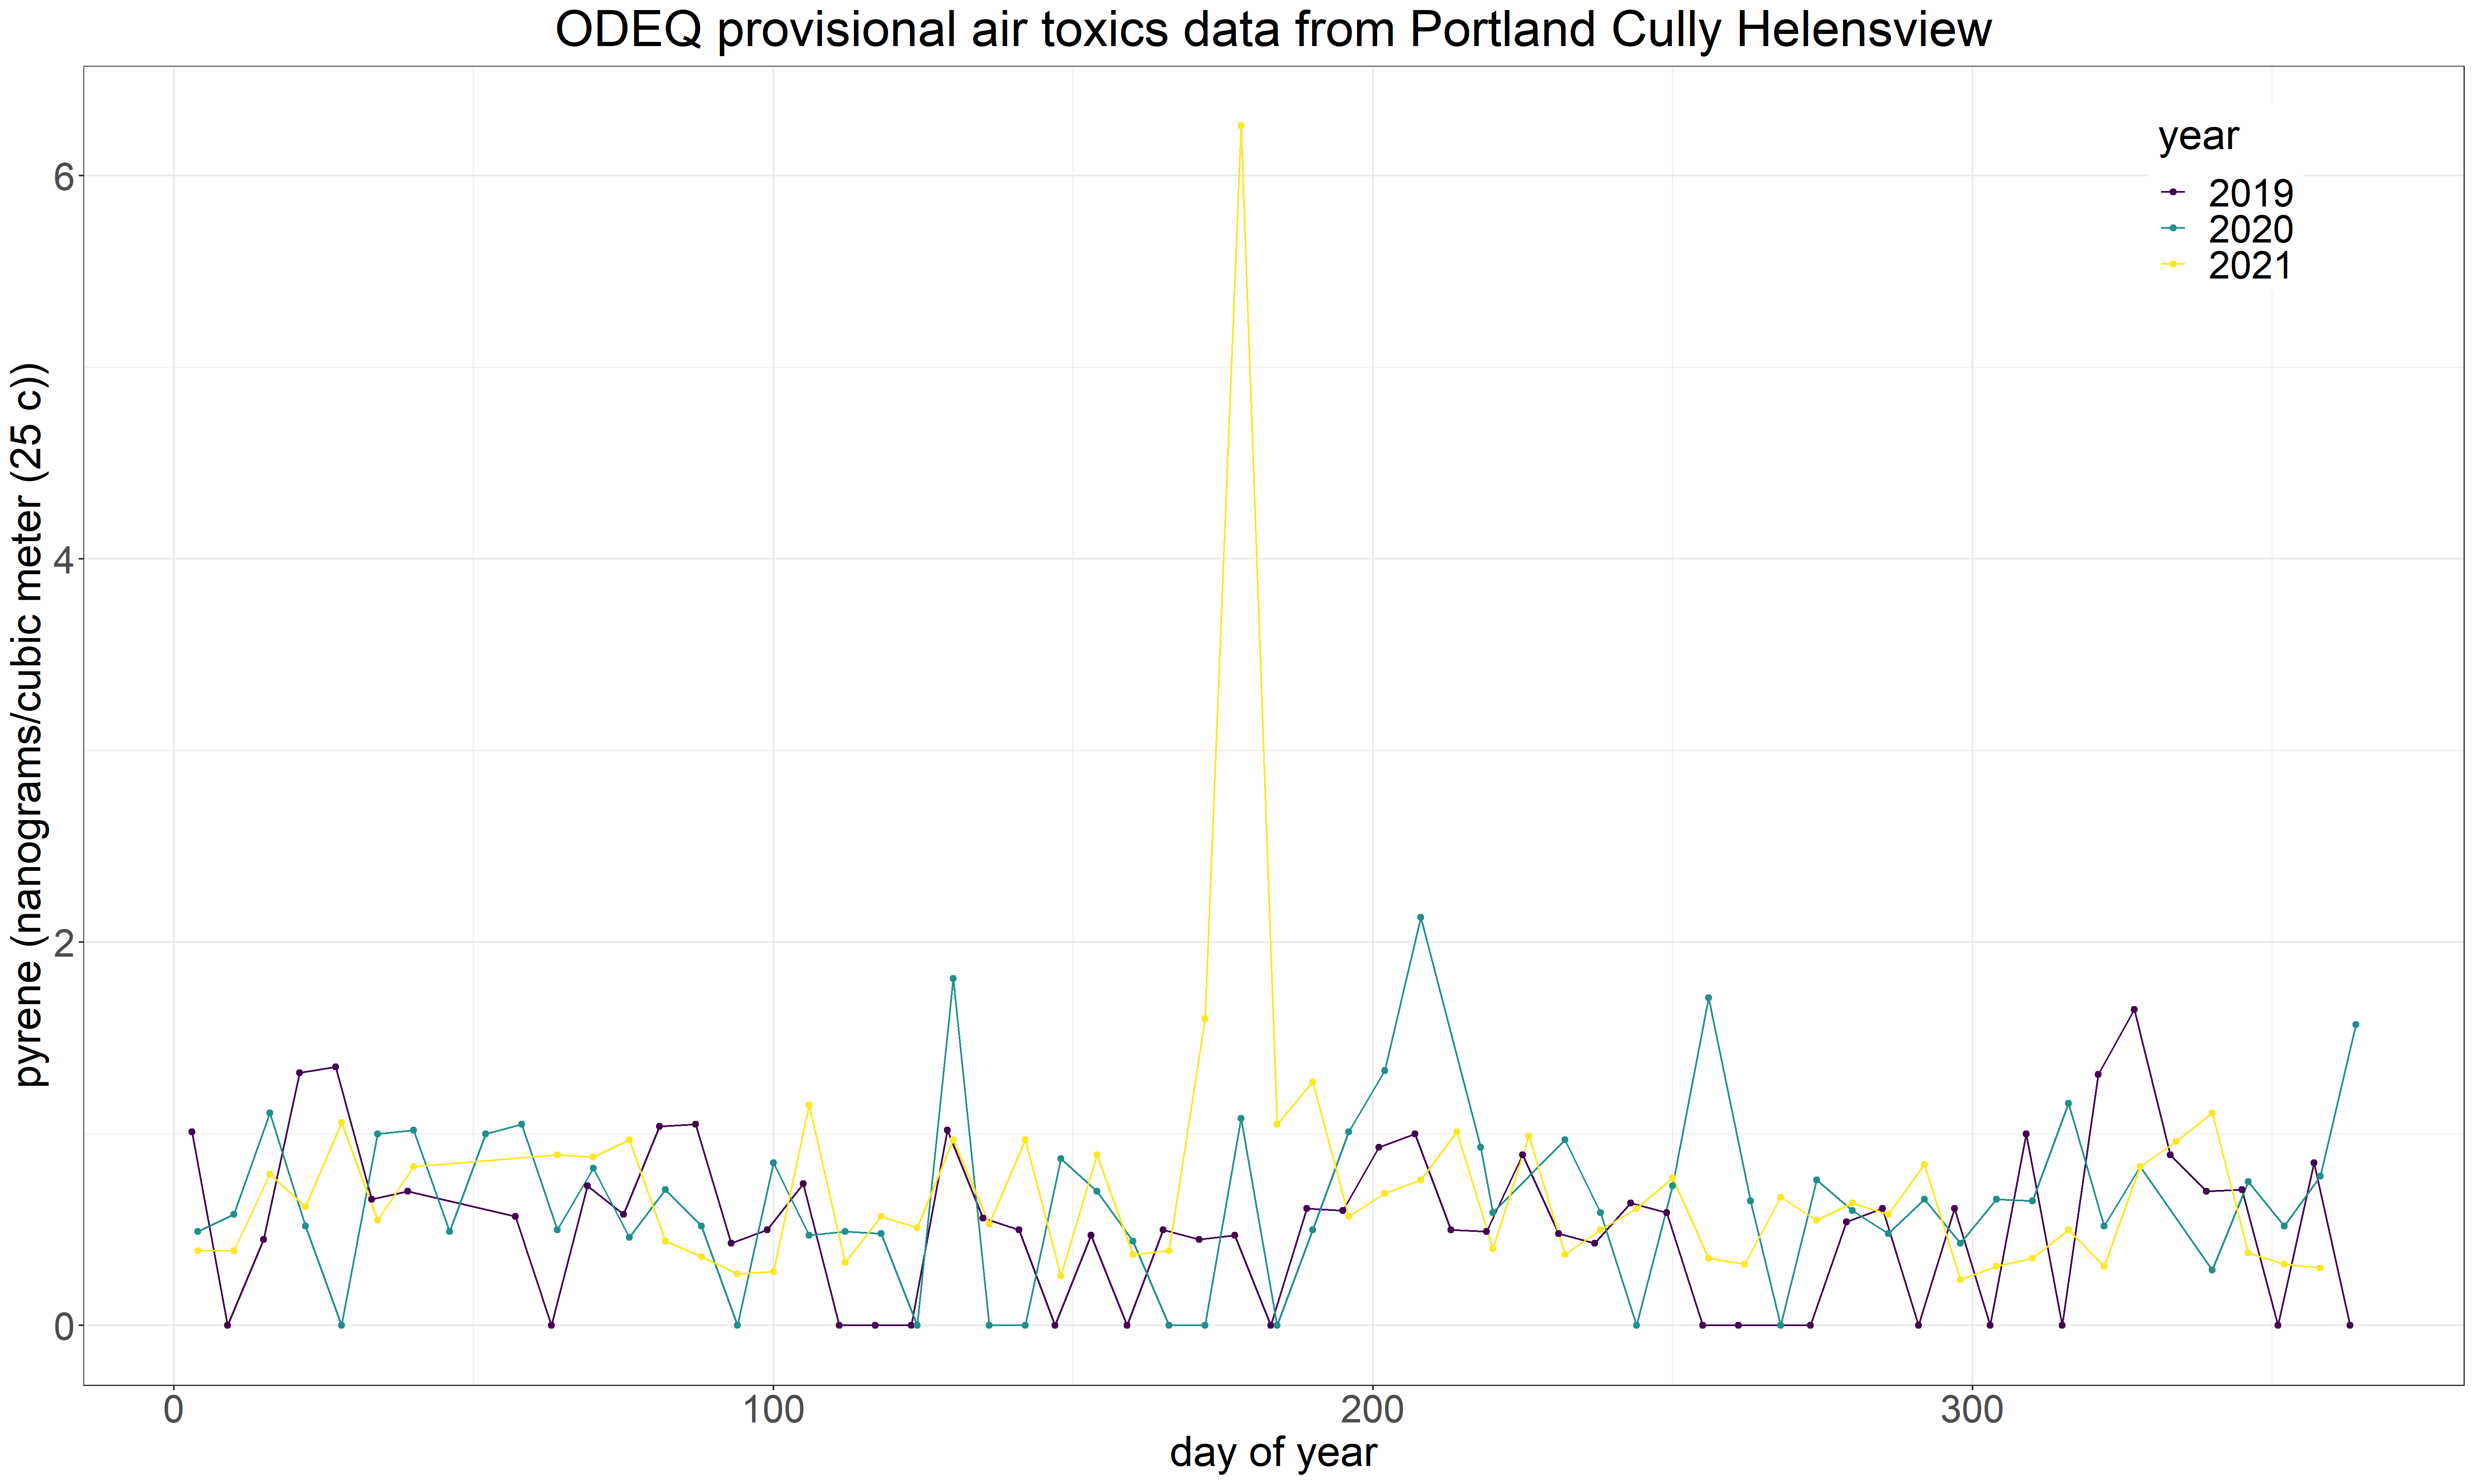 ODEQ provisional air toxics data from Portland Cully Helensview
pyrene (nanograms/cubic meter (25 c))
6
4
2
0
year
2019
2020
2021
0
100
200
300
day of year